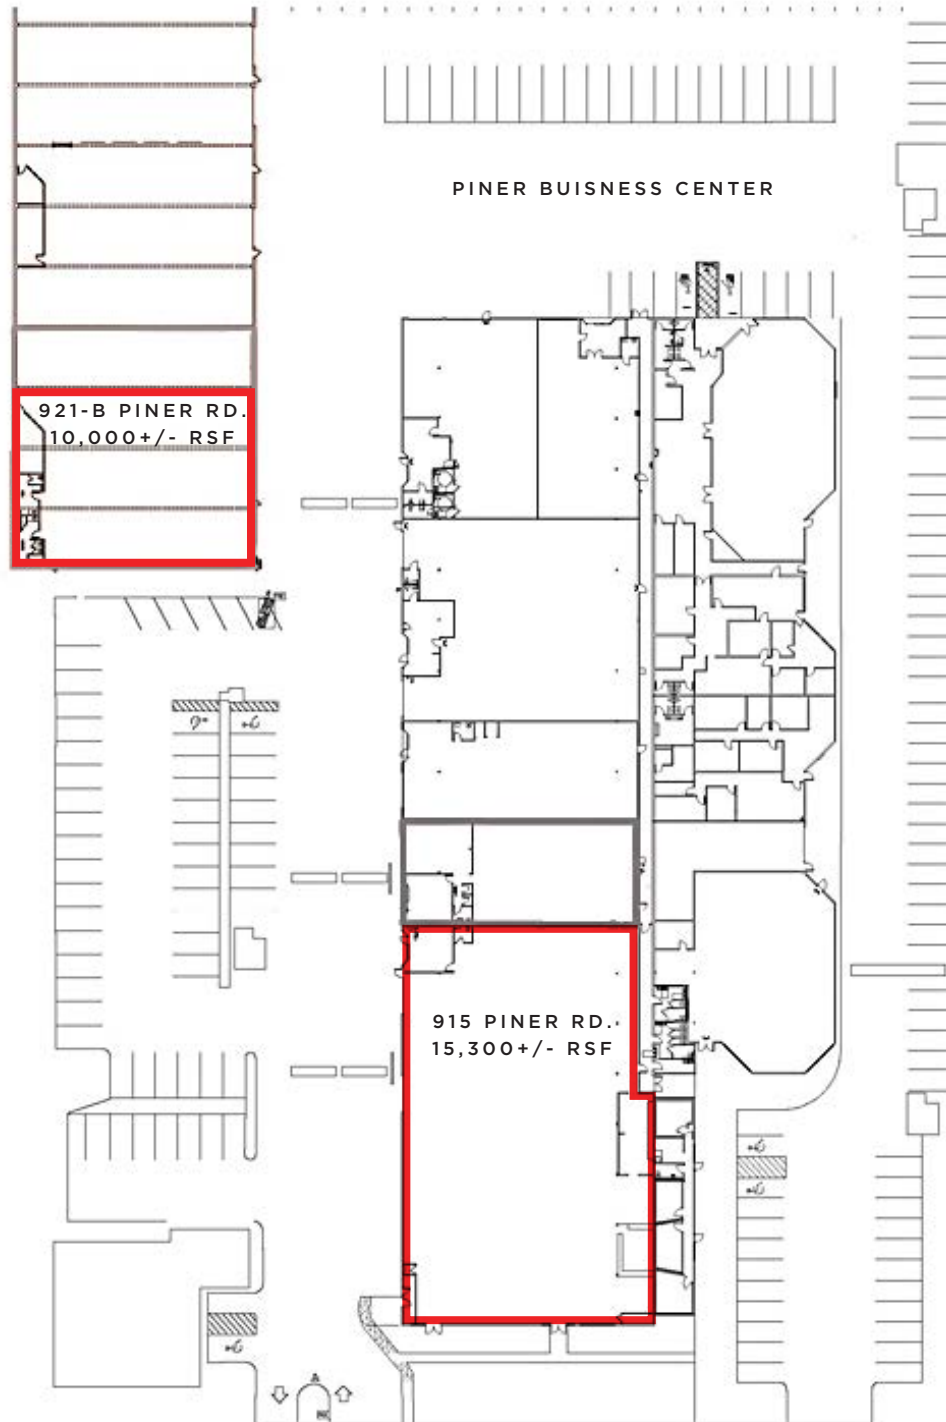 PINER BUISNESS CENTER
921-B PINER RD.
10,000+/- RSF
915 PINER RD.
15,300+/- RSF